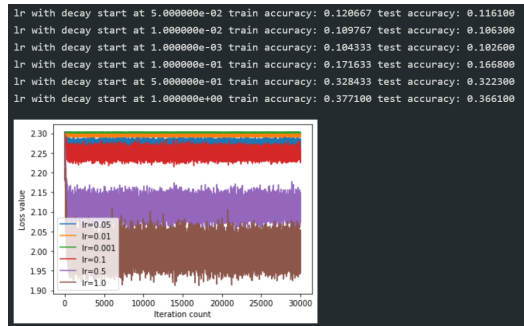 lr with decay start at 5.000000e-02 train accuracy: 0.120667 test accuracy: 0.116100
lr with decay start at 1.000000e-02 train accuracy: 0.109767 test accuracy: 0.106300
lr with decay start at 1.000000e-03 train accuracy: 0.104333 test accuracy: 0.102600
lr with decay start at 1.000000e-01 train accuracy: 0.171633 test accuracy: 0.166800
lr with decay start at 5.000000e-01 train accuracy: 0.328433 test accuracy: 0.322300
lr with decay start at 1.000000e+00 train accuracy: 0.377100 test accuracy: 0.366100
2.30
2.25
2.20
2.15
2.10
2.05
2.00
1.95
1.90
Loss value
lr=0.05
lr=0.01
lr=0.001
lr=0.1
lr=0.5
lr=1.0
0 5000 10000 15000 20000 25000 30000
Iteration count